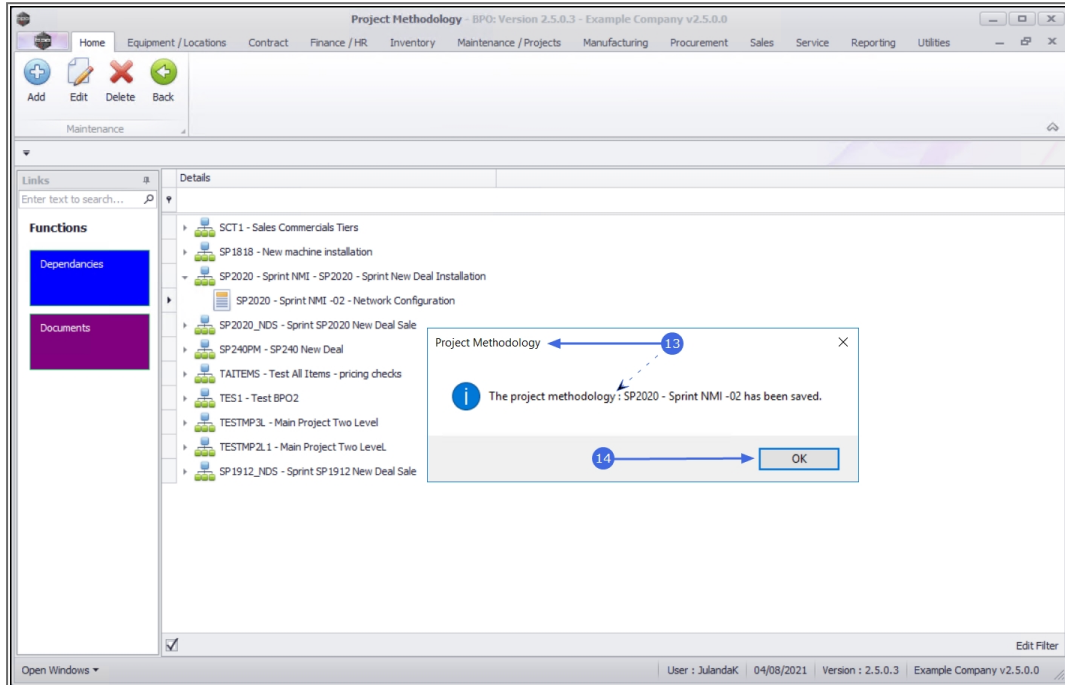 Project Methodology - BPO: Version 2.5.0.3 - Example Company v2.5.0.0
Home Equipment / Locations Contract Finance / HR Inventory Maintenance / Projects Manufacturing Procurement Sales Service Reporting Utilities
Add Edit Delete Back
Maintenance
Links
Enter text to search...
Functions
Dependancies
Documents
Details
SCT1 - Sales Commercials Tiers
SP1818 - New machine installation
SP2020 - Sprint NMI - SP2020 - Sprint New Deal Installation
SP2020 - Sprint NMI -02 - Network Configuration
SP2020_NDS - Sprint SP2020 New Deal Sale
SP240PM - SP240 New Deal
TAITEMS - Test All Items - pricing checks
TES1 - Test BPO2
TESTMP3L - Main Project Two Level
TESTMP2L1 - Main Project Two LeveL
SP1912_NDS - Sprint SP1912 New Deal Sale
Project Methodology
13
The project methodology : SP2020 - Sprint NMI -02 has been saved.
14
OK
Edit Filter
Open Windows User : JulandaK 04/08/2021 Version : 2.5.0.3 Example Company v2.5.0.0